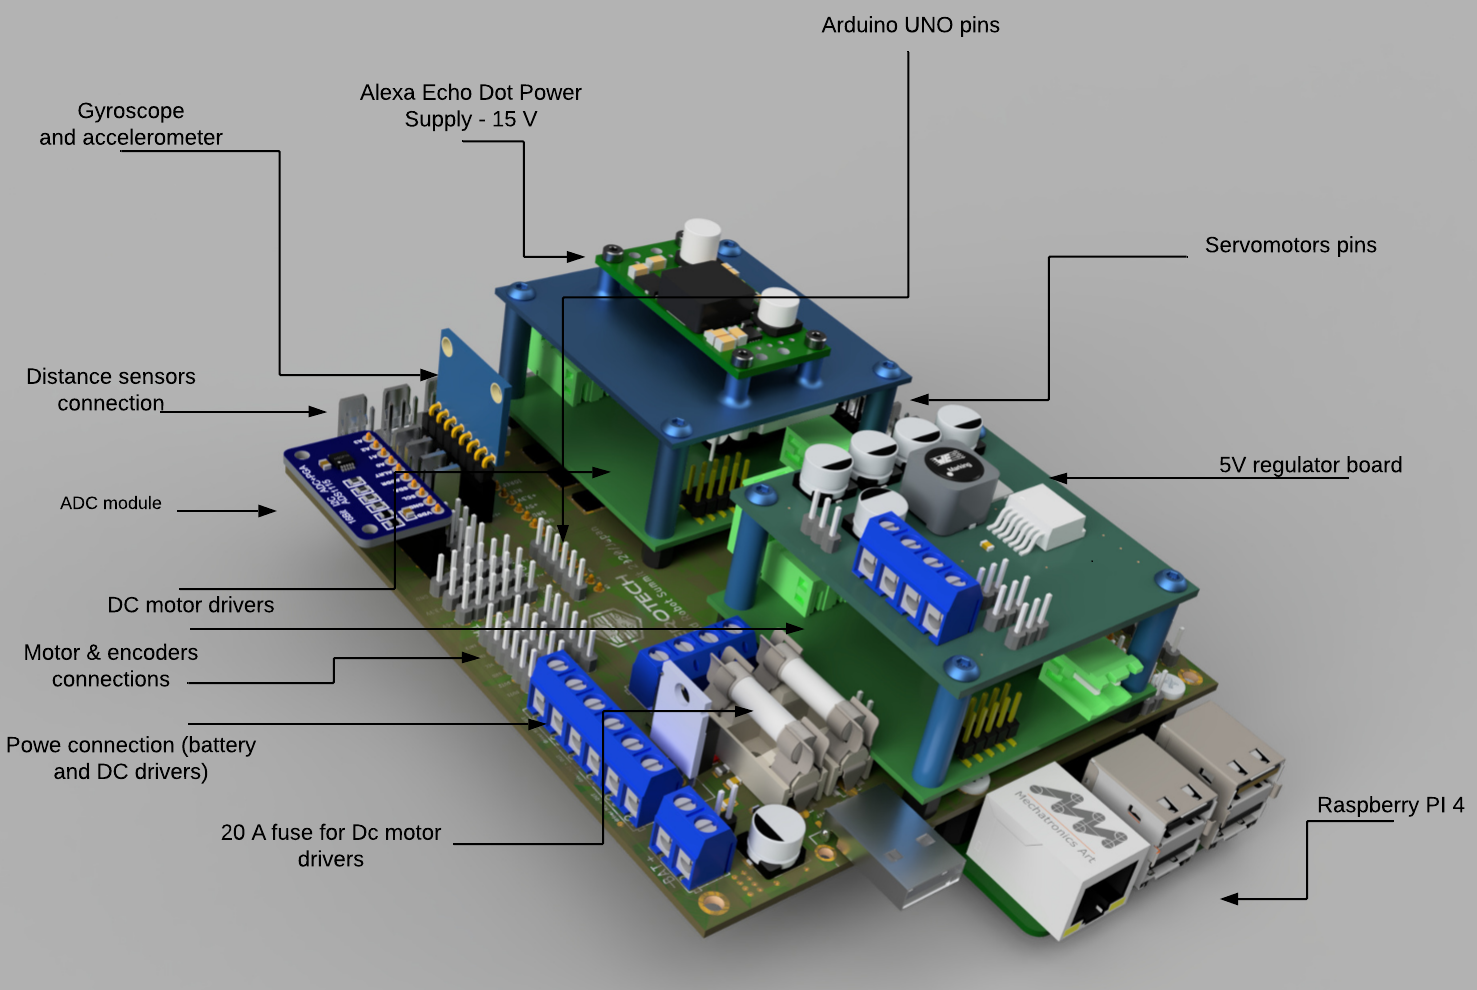 Arduino UNO pins
Alexa Echo Dot Power
Supply - 15 V
Gyroscope
and accelerometer
Servomotors pins
Distance sensors
connection
5V regulator board
ADC module
DC motor drivers
Motor & encoders
connections
Powe connection (battery
and DC drivers)
20 A fuse for Dc motor
drivers
Raspberry PI 4
Mechatronics Art
-BAT+